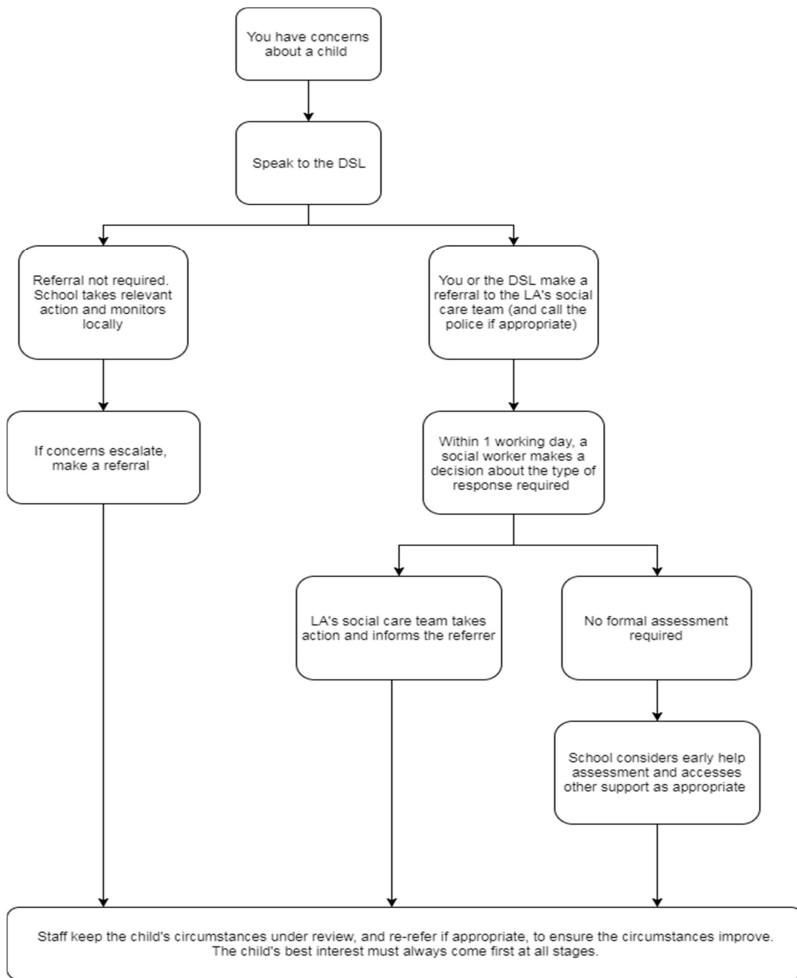 You have concerns
about a child
Speak to the DSL
Referral not required.
School takes relevant
action and monitors
locally
You or the DSL make a
referral to the LA's social
care team (and call the
police if appropriate)
If concerns escalate,
make a referral
Within 1 working day, a
social worker makes a
decision about the type of
response required
LA's social care team takes
action and informs the referrer
No formal assessment
required
School considers early help
assessment and accesses
other support as appropriate
Staff keep the child's circumstances under review, and re-refer if appropriate, to ensure the circumstances improve.
The child's best interest must always come first at all stages.